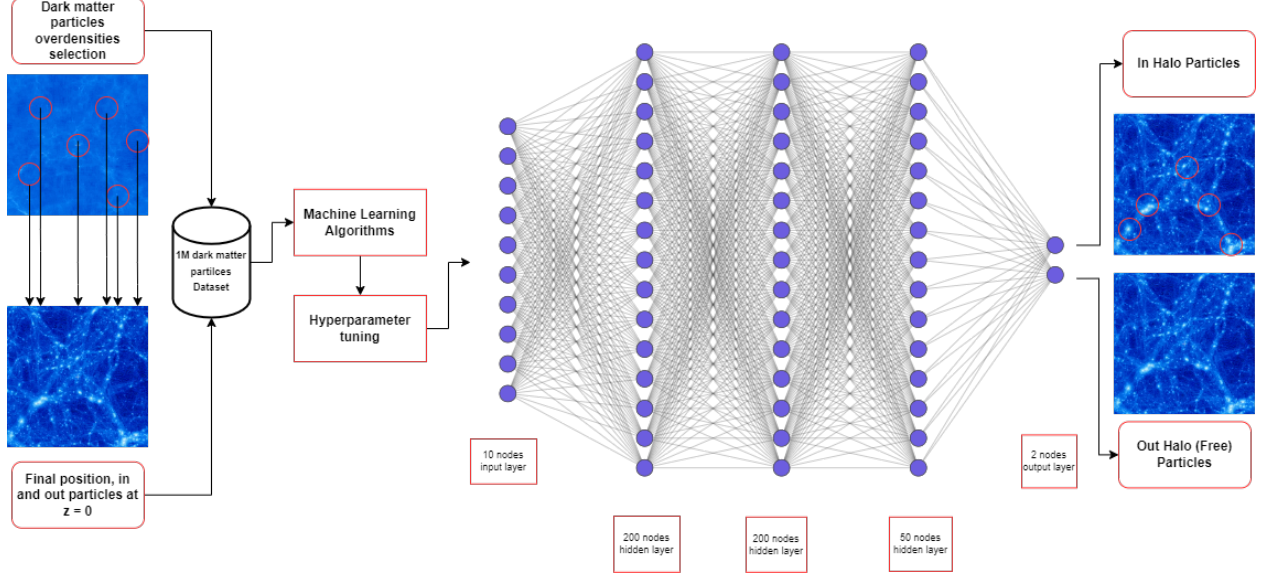 Dark matter
particles
overdensities
selection
1M dark matter
partilces
Dataset
Final position, in
and out particles at
z = 0
Machine Learning
Algorithms
Hyperparameter
tuning
10 nodes
input layer
200 nodes
hidden layer
200 nodes
hidden layer
50 nodes
hidden layer
2 nodes
output layer
In Halo Particles
Out Halo (Free)
Particles